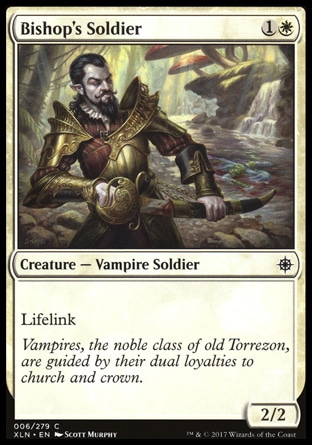 Bishop's Soldier 1
Creature — Vampire Soldier
Lifelink
Vampires, the noble class of old Torrezon,
are guided by their dual loyalties to
church and crown.
2/2
006/279 C
XLN • EN Scott Murphy
™ & © 2017 Wizards of the Coast